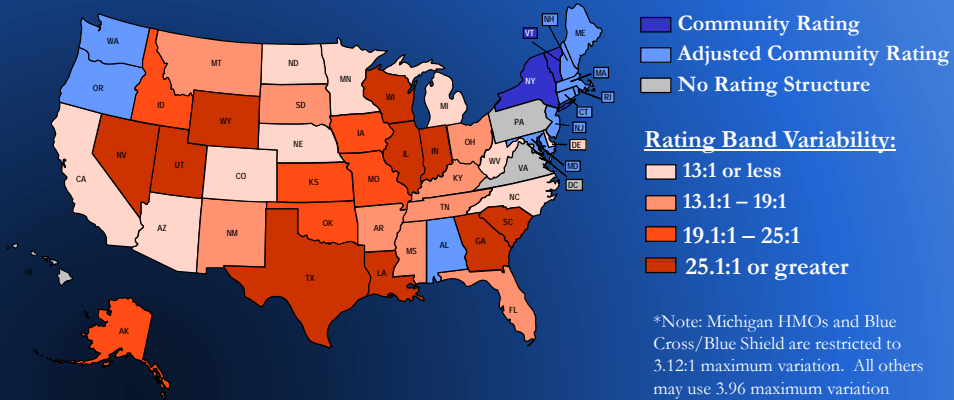 WA
OR
CA
NV
ID
MT
WY
UT
AZ
CO
NM
ND
SD
NE
KS
OK
TX
MN
IA
MO
AR
LA
WI
IL
MI
IN
OH
KY
TN
MS
AL
GA
FL
SC
NC
VA
WV
PA
NY
VT
NH
ME
MA
RI
CT
NJ
DE
MD
DC
AK
HI
Community Rating
Adjusted Community Rating
No Rating Structure
Rating Band Variability:
13:1 or less
13.1:1 – 19:1
19.1:1 – 25:1
25.1:1 or greater
*Note: Michigan HMOs and Blue
Cross/Blue Shield are restricted to
3.12:1 maximum variation. All others
may use 3.96 maximum variation